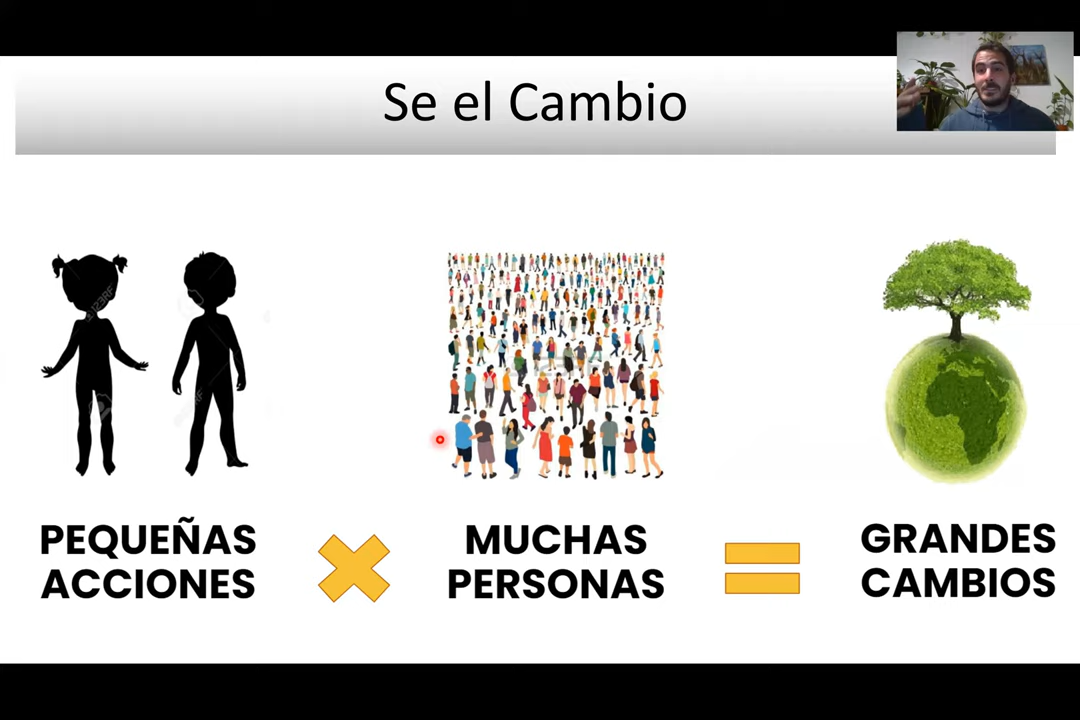 Se el Cambio
PEQUEÑAS
ACCIONES
MUCHAS
PERSONAS
GRANDES
CAMBIOS